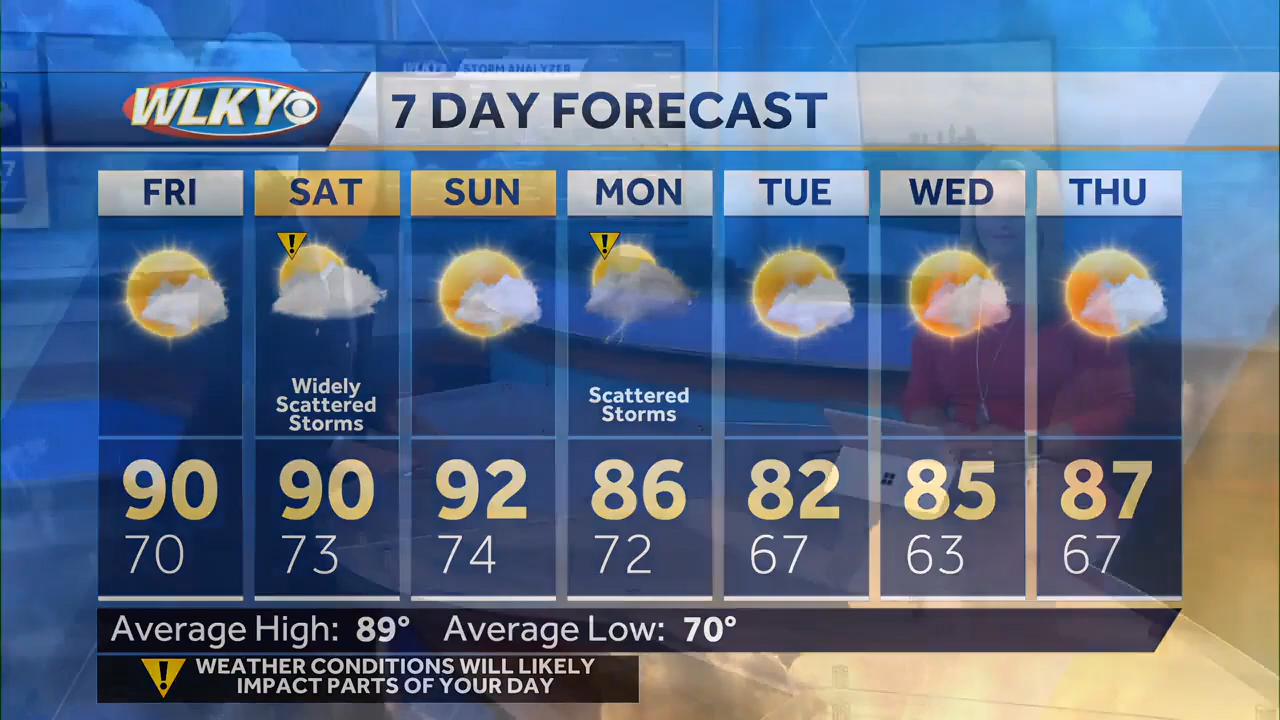 STORM ANALYZER
WLKY
7 DAY FORECAST
FRI SAT SUN MON TUE WED THU
! !
Widely
Scattered
Storms
Scattered
Storms
90 90 92 86 82 85 87
70 73 74 72 67 63 67
Average High: 89° Average Low: 70°
! WEATHER CONDITIONS WILL LIKELY
IMPACT PARTS OF YOUR DAY